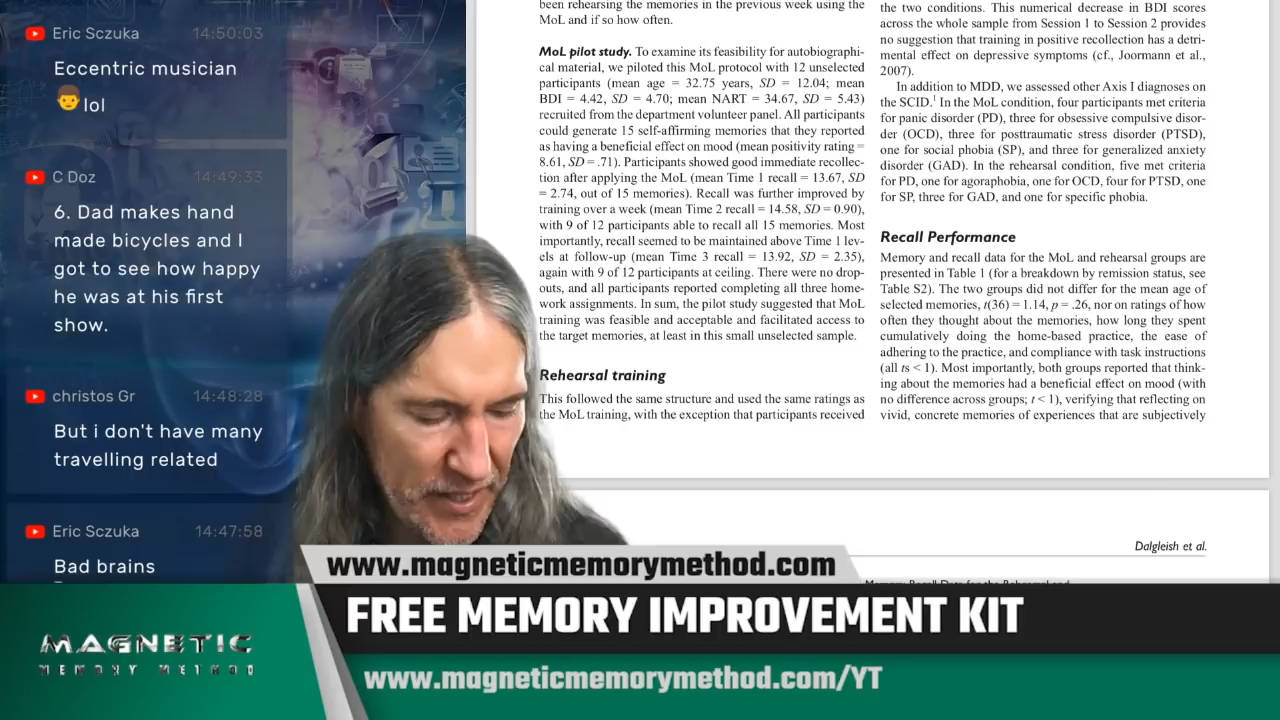 Eric Sczuka 14:50:03
Eccentric musician
👨lol
C Doz 14:49:33
6. Dad makes hand
made bicycles and I
got to see how happy
he was at his first
show.
christos Gr 14:48:28
But i don't have many
travelling related
Eric Sczuka 14:47:58
Bad brains
been rehearsing the memories in the previous week using the
MoL and if so how often.
MoL pilot study. To examine its feasibility for autobiographi-
cal material, we piloted this MoL protocol with 12 unselected
participants (mean age = 32.75 years, SD = 12.04; mean
BDI = 4.42, SD = 4.70; mean NART = 34.67, SD = 5.43)
recruited from the department volunteer panel. All participants
could generate 15 self-affirming memories that they reported
as having a beneficial effect on mood (mean positivity rating =
8.61, SD = .71). Participants showed good immediate recollec-
tion after applying the MoL (mean Time 1 recall = 13.67, SD
= 2.74, out of 15 memories). Recall was further improved by
training over a week (mean Time 2 recall = 14.58, SD = 0.90),
with 9 of 12 participants able to recall all 15 memories. Most
importantly, recall seemed to be maintained above Time 1 lev-
els at follow-up (mean Time 3 recall = 13.92, SD = 2.35),
again with 9 of 12 participants at ceiling. There were no drop-
outs, and all participants reported completing all three home-
work assignments. In sum, the pilot study suggested that MoL
training was feasible and acceptable and facilitated access to
the target memories, at least in this small unselected sample.
Rehearsal training
This followed the same structure and used the same ratings as
the MoL training, with the exception that participants received
the two conditions. This numerical decrease in BDI scores
across the whole sample from Session 1 to Session 2 provides
no suggestion that training in positive recollection has a detri-
mental effect on depressive symptoms (cf., Joormann et al.,
2007).
In addition to MDD, we assessed other Axis I diagnoses on
the SCID.¹ In the MoL condition, four participants met criteria
for panic disorder (PD), three for obsessive compulsive disor-
der (OCD), three for posttraumatic stress disorder (PTSD),
one for social phobia (SP), and three for generalized anxiety
disorder (GAD). In the rehearsal condition, five met criteria
for PD, one for agoraphobia, one for OCD, four for PTSD, one
for SP, three for GAD, and one for specific phobia.
Recall Performance
Memory and recall data for the MoL and rehearsal groups are
presented in Table 1 (for a breakdown by remission status, see
Table S2). The two groups did not differ for the mean age of
selected memories, t(36) = 1.14, p = .26, nor on ratings of how
often they thought about the memories, how long they spent
cumulatively doing the home-based practice, the ease of
adhering to the practice, and compliance with task instructions
(all ts < 1). Most importantly, both groups reported that think-
ing about the memories had a beneficial effect on mood (with
no difference across groups; t < 1), verifying that reflecting on
vivid, concrete memories of experiences that are subjectively
Dalgleish et al.
www.magneticmemorymethod.com
FREE MEMORY IMPROVEMENT KIT
www.magneticmemorymethod.com/YT
MAGNETIC
MEMORY METHOD